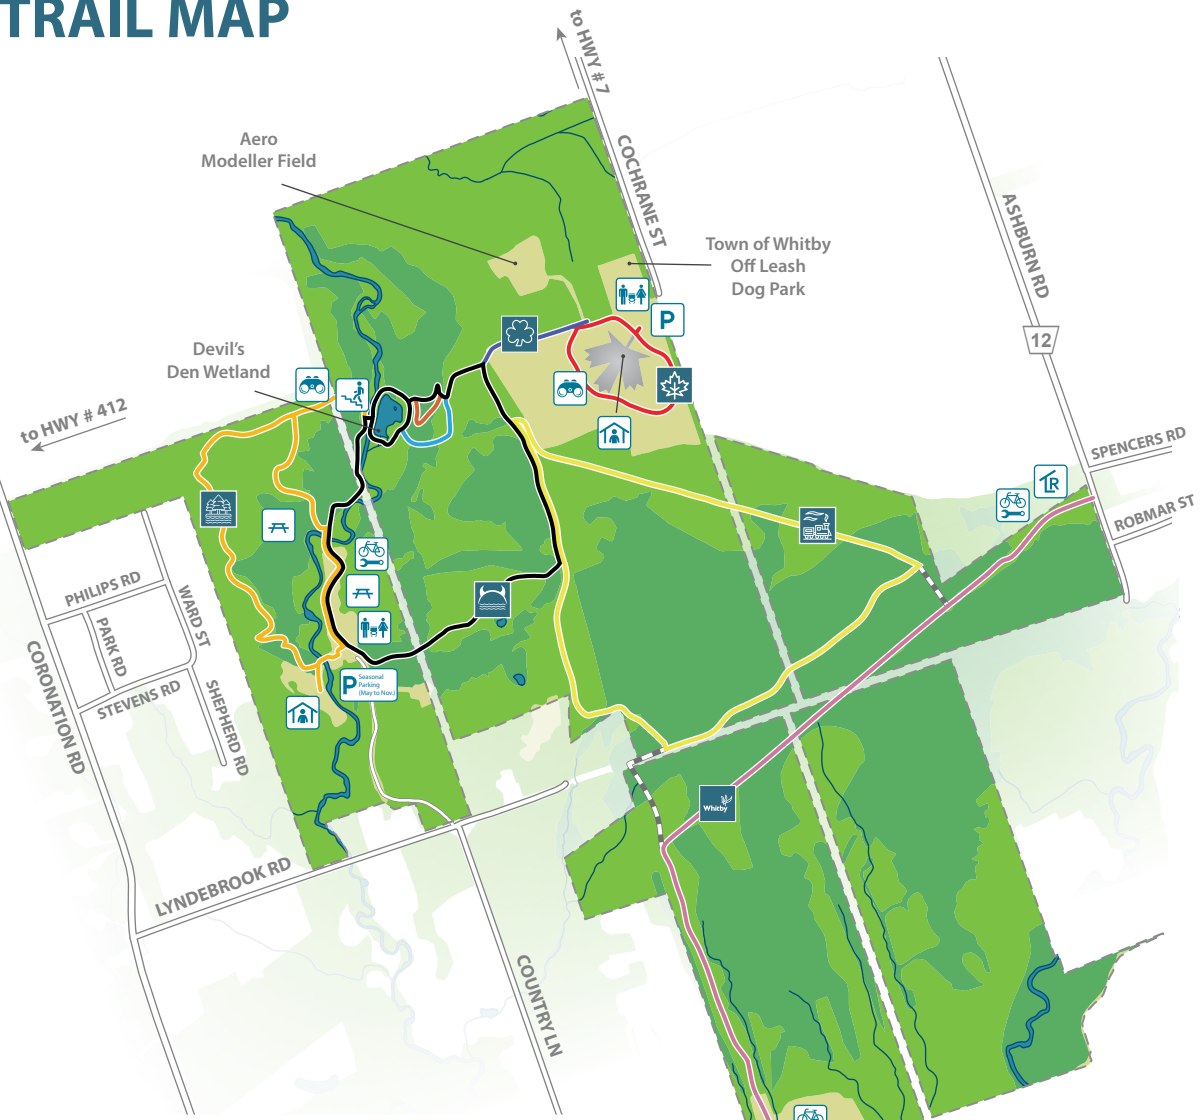 TRAIL MAP
to HWY # 7
COCHRANE ST
Aero
Modeller Field
Town of Whitby
Off Leash
Dog Park
ASHBURN RD
12
P
Devil's
Den Wetland
to HWY # 412
SPENCERS RD
LR
ROBMAR ST
PHILIPS RD
WARD ST
PARK RD
STEVENS RD
SHEPHERD RD
CORONATION RD
P
Seasonal
Parking
(May to Nov.)
Whitby
LYNDEBROOK RD
COUNTRY LN